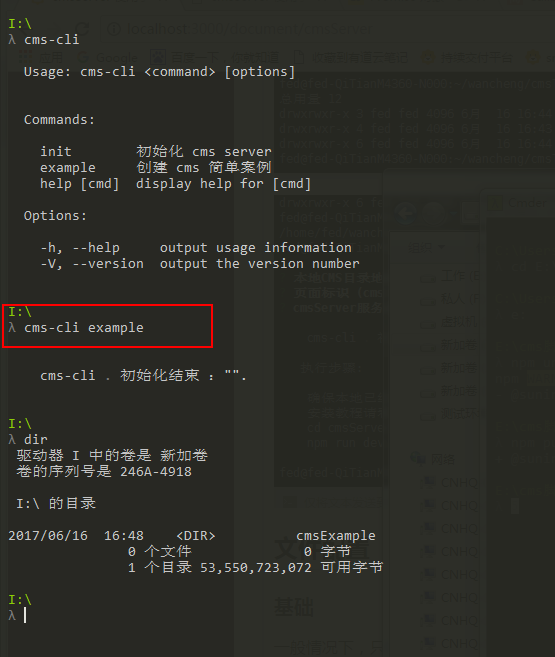 I:\
λ cms-cli
Usage: cms-cli <command> [options]
Commands:
init 初始化 cms server
example 创建 cms 简单案例
help [cmd] display help for [cmd]
Options:
-h, --help output usage information
-V, --version output the version number
I:\
λ cms-cli example
cms-cli . 初始化结束 : "".
I:\
λ dir
驱动器 I 中的卷是 新加卷
卷的序列号是 246A-4918
I:\ 的目录
2017/06/16 16:48 <DIR> cmsExample
0 个文件 0 字节
1 个目录 53,550,723,072 可用字节
I:\
λ